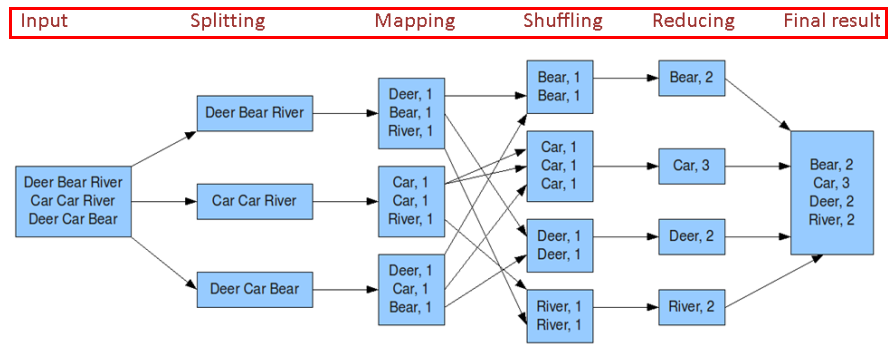 Input Splitting Mapping Shuffling Reducing Final result
Deer Bear River
Car Car River
Deer Car Bear
Deer Bear River
Car Car River
Deer Car Bear
Deer, 1
Bear, 1
River, 1
Car, 1
Car, 1
River, 1
Deer, 1
Car, 1
Bear, 1
Bear, 1
Bear, 1
Car, 1
Car, 1
Car, 1
Deer, 1
Deer, 1
River, 1
River, 1
Bear, 2
Car, 3
Deer, 2
River, 2
Bear, 2
Car, 3
Deer, 2
River, 2